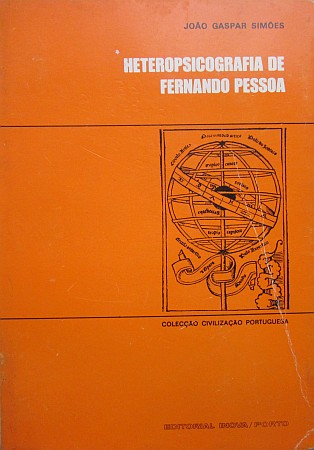 JOÃO GASPAR SIMÕES
HETEROPSICOGRAFIA DE
FERNANDO PESSOA
COLECÇÃO CIVILIZAÇÃO PORTUGUESA
EDITORIAL INOVA/PORTO